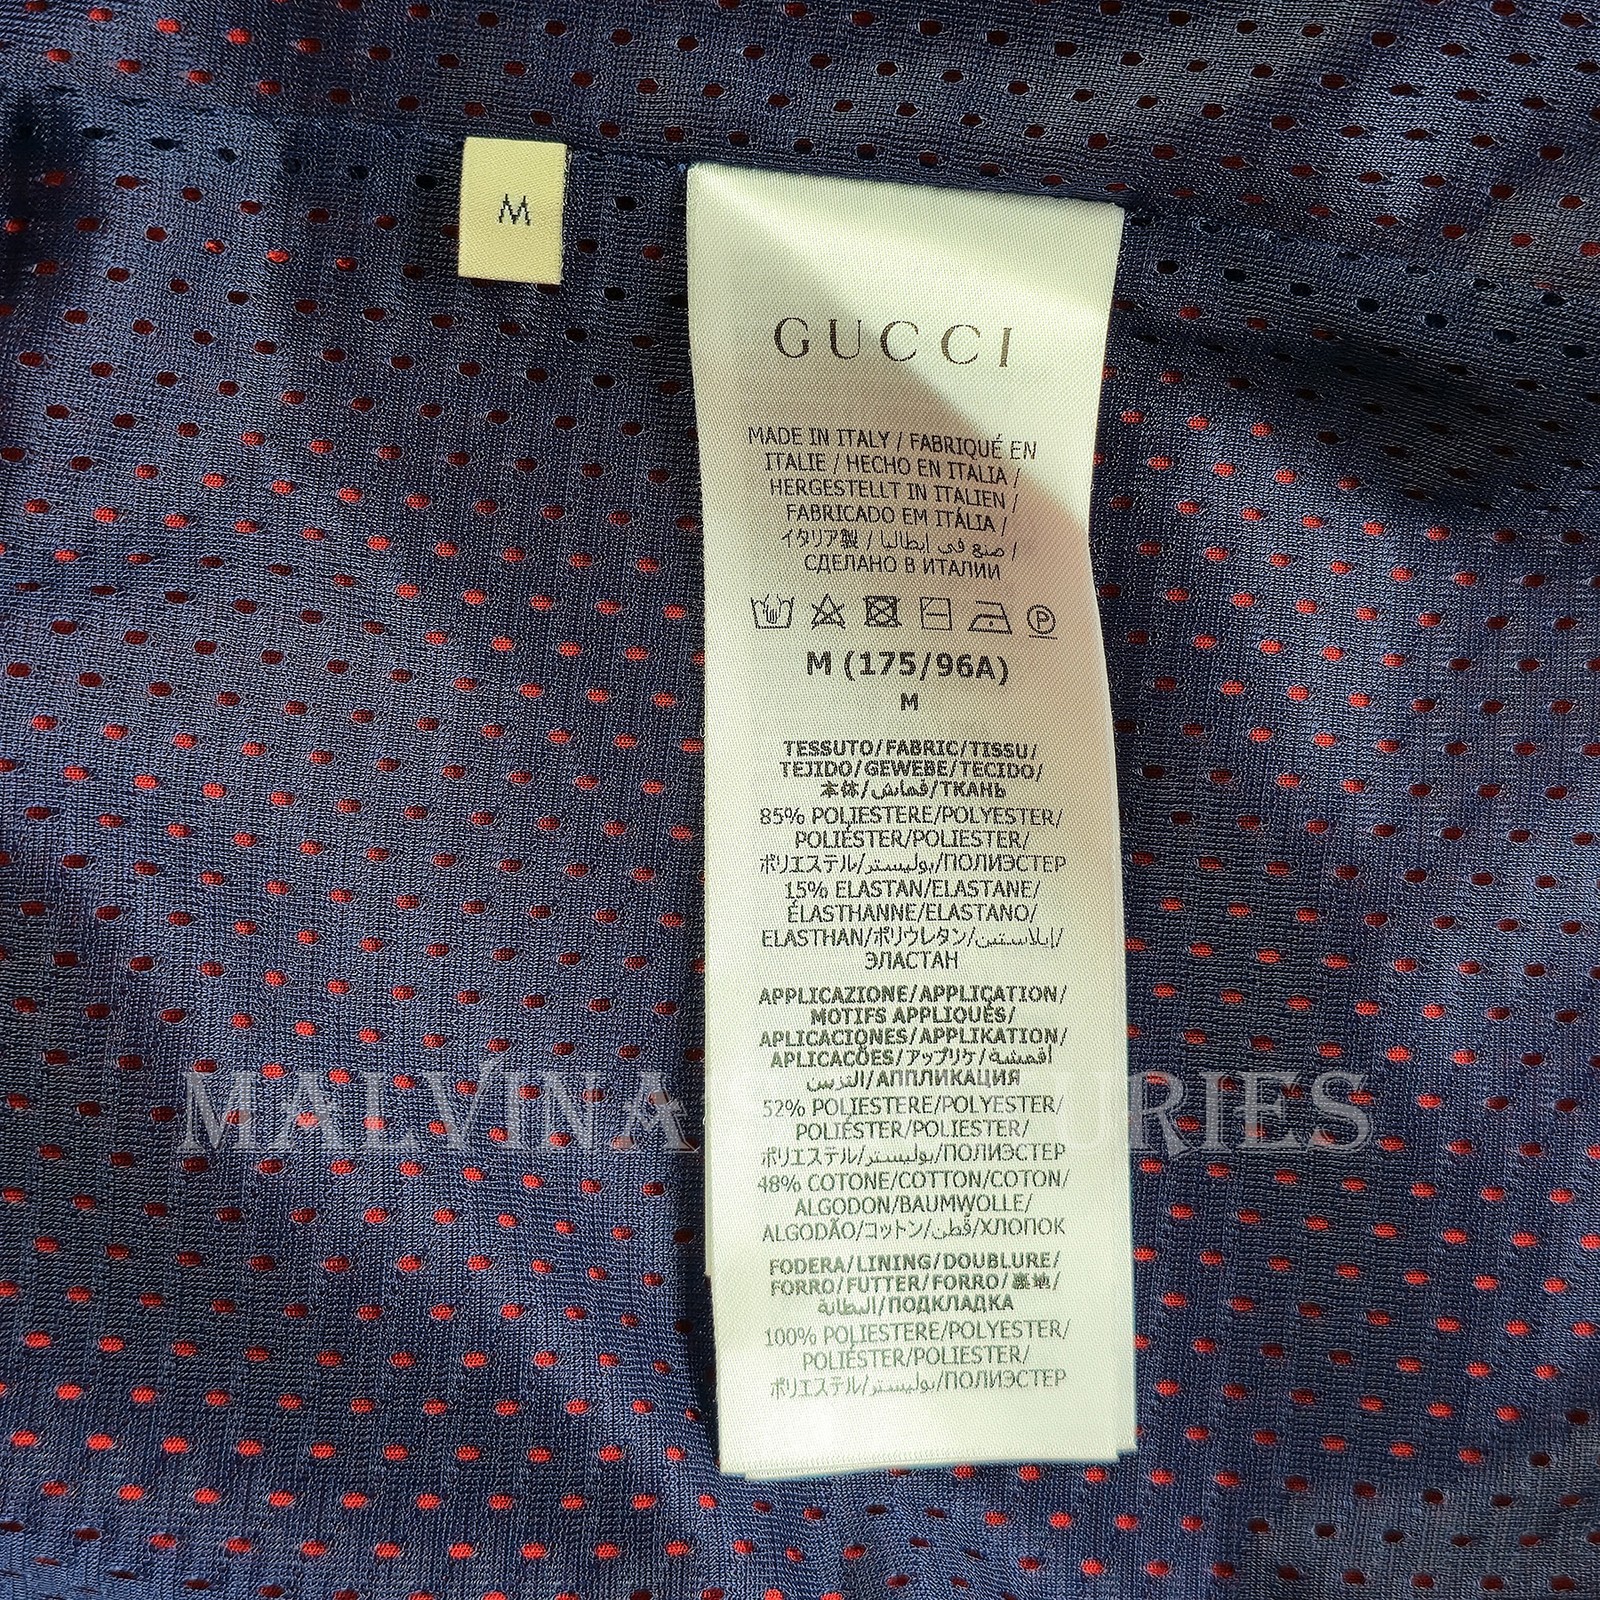 M
GUCCI
MADE IN ITALY / FABRIQUÉ EN
ITALIE / HECHO EN ITALIA /
HERGESTELLT IN ITALIEN /
FABRICADO EM ITÁLIA /
イタリア製 / صنع في إيطاليا /
СДЕЛАНО В ИТАЛИИ
P
M (175/96A)
M
TESSUTO/FABRIC/TISSU/
TEJIDO/GEWEBE/TECIDO/
本体/قماش/ТКАНЬ
85% POLIESTERE/POLYESTER/
POLIÉSTER/POLIESTER/
ポリエステル/بوليستر/ПОЛИЭСТЕР
15% ELASTAN/ELASTANE/
ÉLASTHANNE/ELASTANO/
ELASTHAN/ポリウレタン/إيلاستين/
ЭЛАСТАН
APPLICAZIONE/APPLICATION/
MOTIFS APPLIQUÉS/
APLICACIONES/APPLIKATION/
APLICAÇÕES/アップリケ/أقمشة
التزيين/АППЛИКАЦИЯ
52% POLIESTERE/POLYESTER/
POLIÉSTER/POLIESTER/
ポリエステル/بوليستر/ПОЛИЭСТЕР
48% COTONE/COTTON/COTON/
ALGODON/BAUMWOLLE/
ALGODÃO/コットン/قُطن/ХЛОПОК
FODERA/LINING/DOUBLURE/
FORRO/FUTTER/FORRO/裏地/
البطانة/ПОДКЛАДКА
100% POLIESTERE/POLYESTER/
POLIÉSTER/POLIESTER/
ポリエステル/بوليستر/ПОЛИЭСТЕР
MALVINA